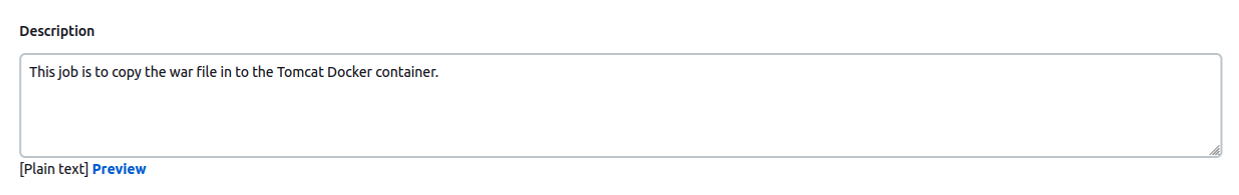 Description
This job is to copy the war file in to the Tomcat Docker container.
[Plain text] Preview